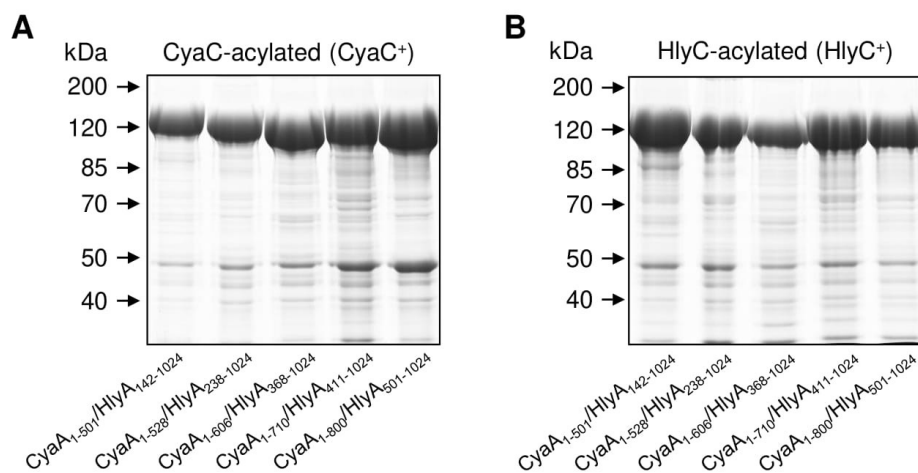 A
kDa
CyaC-acylated (CyaC⁺)
200
120
85
70
50
40
CyaA₁₋₅₀₁/HlyA₁₄₂₋₁₀₂₄
CyaA₁₋₅₂₈/HlyA₂₃₈₋₁₀₂₄
CyaA₁₋₆₀₆/HlyA₃₆₈₋₁₀₂₄
CyaA₁₋₇₁₀/HlyA₄₁₁₋₁₀₂₄
CyaA₁₋₈₀₀/HlyA₅₀₁₋₁₀₂₄
B
kDa
HlyC-acylated (HlyC⁺)
200
120
85
70
50
40
CyaA₁₋₅₀₁/HlyA₁₄₂₋₁₀₂₄
CyaA₁₋₅₂₈/HlyA₂₃₈₋₁₀₂₄
CyaA₁₋₆₀₆/HlyA₃₆₈₋₁₀₂₄
CyaA₁₋₇₁₀/HlyA₄₁₁₋₁₀₂₄
CyaA₁₋₈₀₀/HlyA₅₀₁₋₁₀₂₄